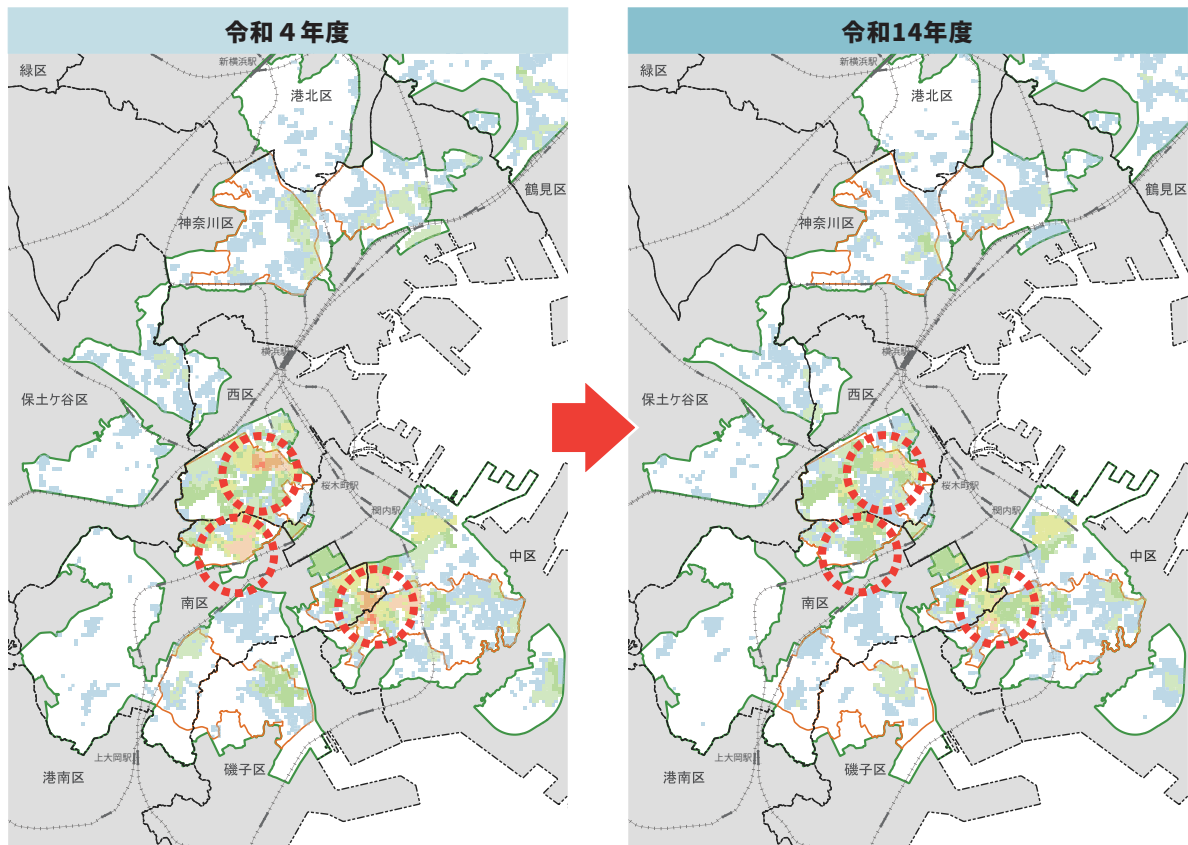 令和４年度
新横浜駅
緑区
港北区
鶴見区
神奈川区
横浜駅
西区
保土ケ谷区
桜木町駅
関内駅
中区
南区
上大岡駅
磯子区
港南区
令和14年度
新横浜駅
緑区
港北区
鶴見区
神奈川区
横浜駅
西区
保土ケ谷区
桜木町駅
関内駅
中区
南区
上大岡駅
磯子区
港南区